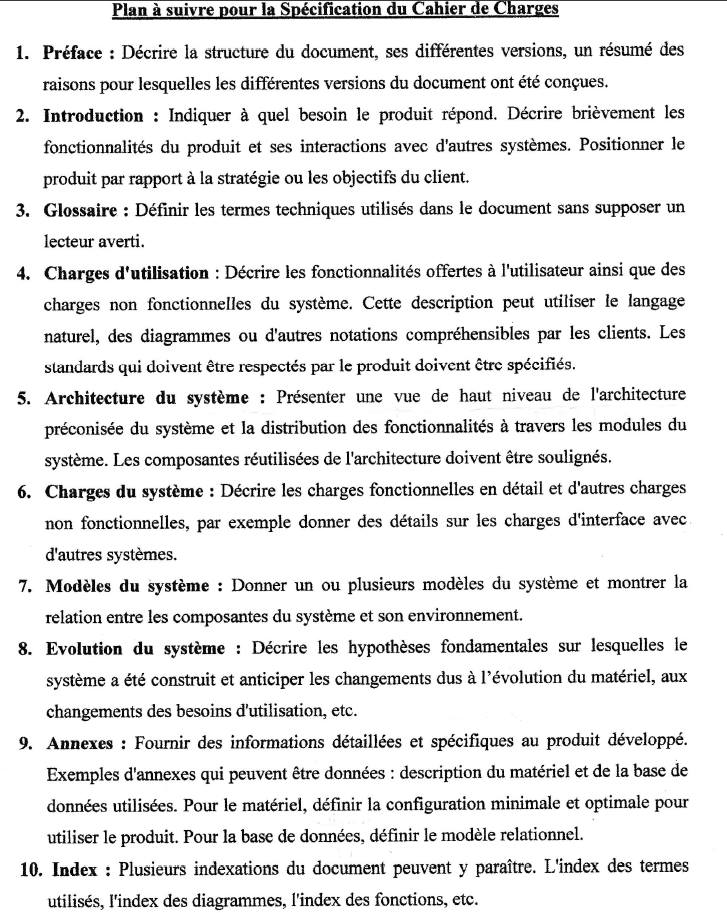 Plan à suivre pour la Spécification du Cahier de Charges
1. Préface : Décrire la structure du document, ses différentes versions, un résumé des
raisons pour lesquelles les différentes versions du document ont été conçues.
2. Introduction : Indiquer à quel besoin le produit répond. Décrire brièvement les
fonctionnalités du produit et ses interactions avec d'autres systèmes. Positionner le
produit par rapport à la stratégie ou les objectifs du client.
3. Glossaire : Définir les termes techniques utilisés dans le document sans supposer un
lecteur averti.
4. Charges d'utilisation : Décrire les fonctionnalités offertes à l'utilisateur ainsi que des
charges non fonctionnelles du système. Cette description peut utiliser le langage
naturel, des diagrammes ou d'autres notations compréhensibles par les clients. Les
standards qui doivent être respectés par le produit doivent être spécifiés.
5. Architecture du système : Présenter une vue de haut niveau de l'architecture
préconisée du système et la distribution des fonctionnalités à travers les modules du
système. Les composantes réutilisées de l'architecture doivent être soulignés.
6. Charges du système : Décrire les charges fonctionnelles en détail et d'autres charges
non fonctionnelles, par exemple donner des détails sur les charges d'interface avec
d'autres systèmes.
7. Modèles du système : Donner un ou plusieurs modèles du système et montrer la
relation entre les composantes du système et son environnement.
8. Evolution du système : Décrire les hypothèses fondamentales sur lesquelles le
système a été construit et anticiper les changements dus à l'évolution du matériel, aux
changements des besoins d'utilisation, etc.
9. Annexes : Fournir des informations détaillées et spécifiques au produit développé.
Exemples d'annexes qui peuvent être données : description du matériel et de la base de
données utilisées. Pour le matériel, définir la configuration minimale et optimale pour
utiliser le produit. Pour la base de données, définir le modèle relationnel.
10. Index : Plusieurs indexations du document peuvent y paraître. L'index des termes
utilisés, l'index des diagrammes, l'index des fonctions, etc.